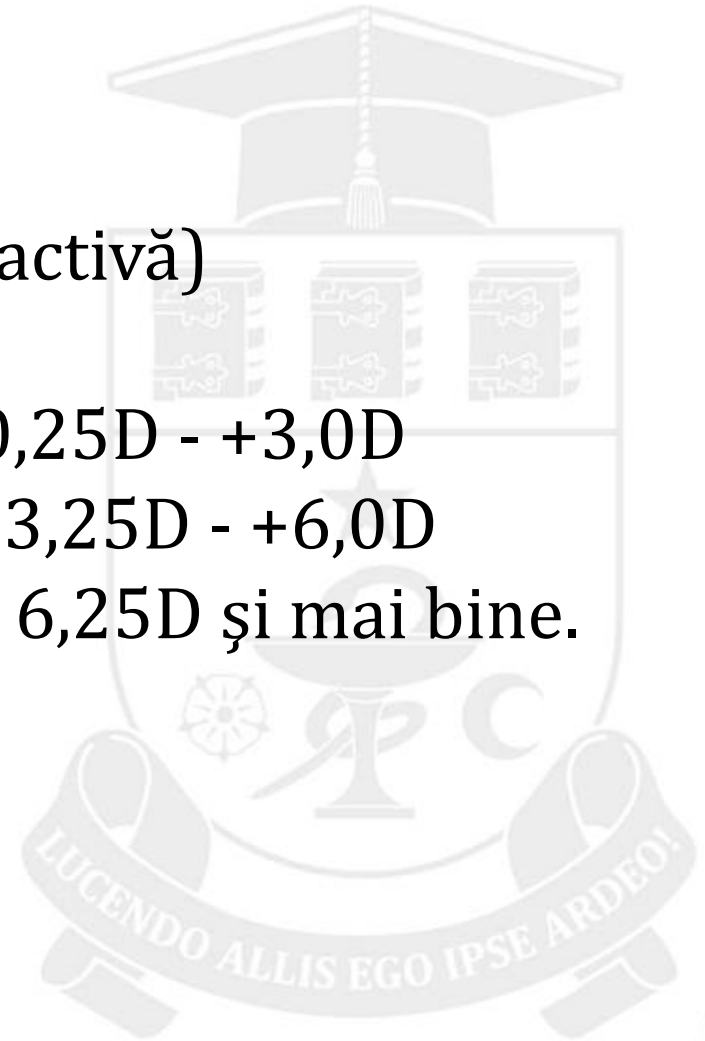 activă)
0,25D - +3,0D
3,25D - +6,0D
6,25D și mai bine.
LUCENDO ALLIS EGO IPSE ARDEO!